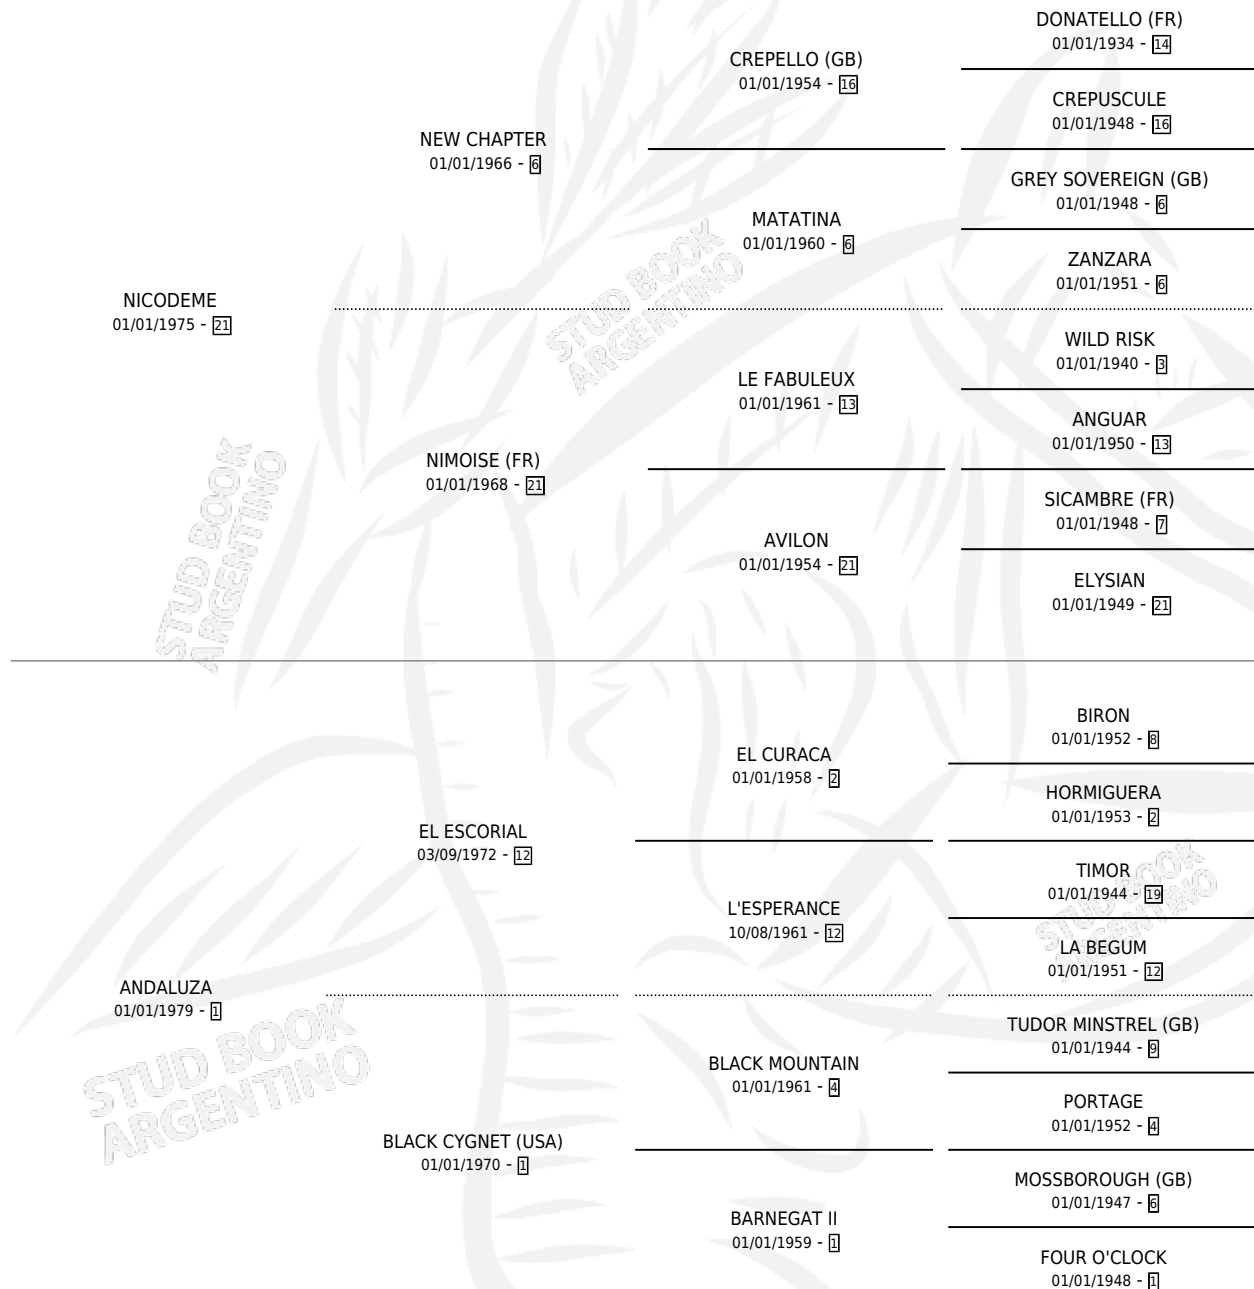 DONATELLO (FR)
01/01/1934 - 14
CREPELLO (GB)
01/01/1954 - 16
CREPUSCULE
01/01/1948 - 16
NEW CHAPTER
01/01/1966 - 6
GREY SOVEREIGN (GB)
01/01/1948 - 6
MATATINA
01/01/1960 - 6
ZANZARA
01/01/1951 - 6
STUD BOOK
ARGENTINO
NICODEME
01/01/1975 - 21
WILD RISK
01/01/1940 - 3
LE FABULEUX
01/01/1961 - 13
ANGUAR
01/01/1950 - 13
NIMOISE (FR)
01/01/1968 - 21
SICAMBRE (FR)
01/01/1948 - 7
AVILON
01/01/1954 - 21
ELYSIAN
01/01/1949 - 21
STUD BOOK
ARGENTINO
BIRON
01/01/1952 - 8
EL CURACA
01/01/1958 - 2
HORMIGUERA
01/01/1953 - 2
EL ESCORIAL
03/09/1972 - 12
TIMOR
01/01/1944 - 19
L'ESPERANCE
10/08/1961 - 12
LA BEGUM
01/01/1951 - 12
STUD BOOK
ARGENTINO
ANDALUZA
01/01/1979 - 1
TUDOR MINSTREL (GB)
01/01/1944 - 9
BLACK MOUNTAIN
01/01/1961 - 4
PORTAGE
01/01/1952 - 4
STUD BOOK
ARGENTINO
BLACK CYGNET (USA)
01/01/1970 - 1
MOSSBOROUGH (GB)
01/01/1947 - 6
BARNEGAT II
01/01/1959 - 1
FOUR O'CLOCK
01/01/1948 - 1